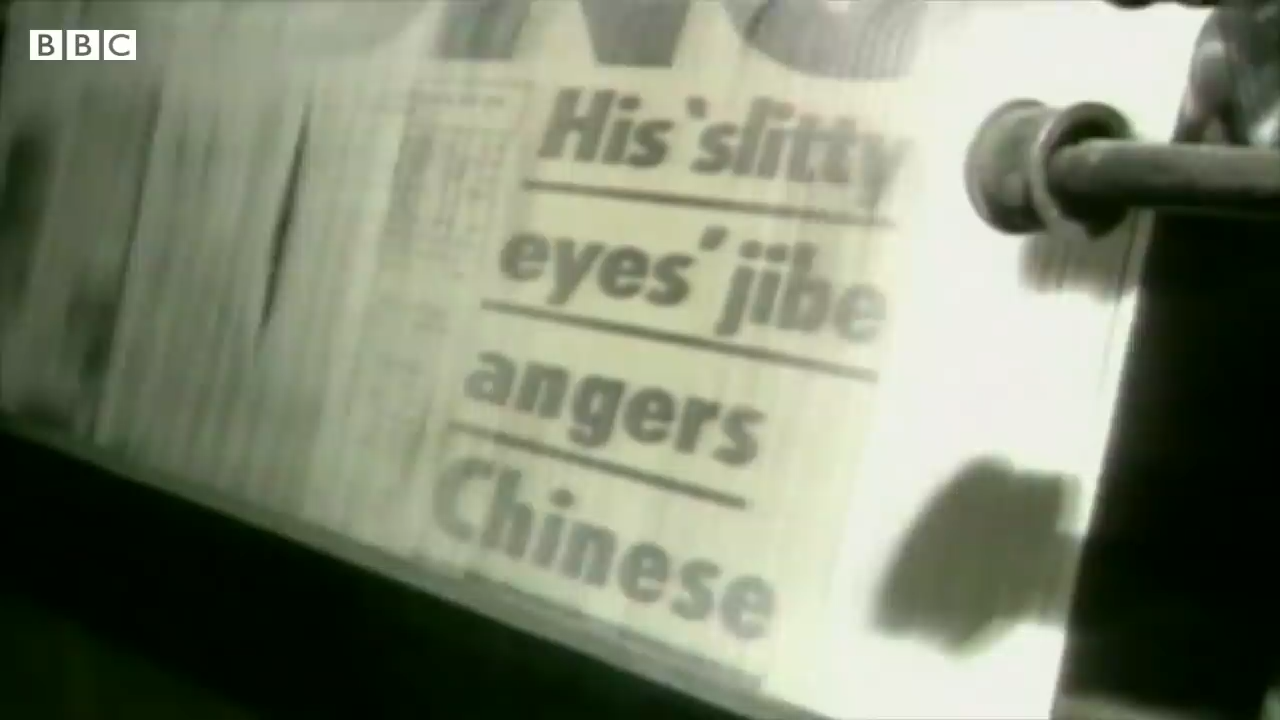 BBC
His 'slitty
eyes' jibe
angers
Chinese